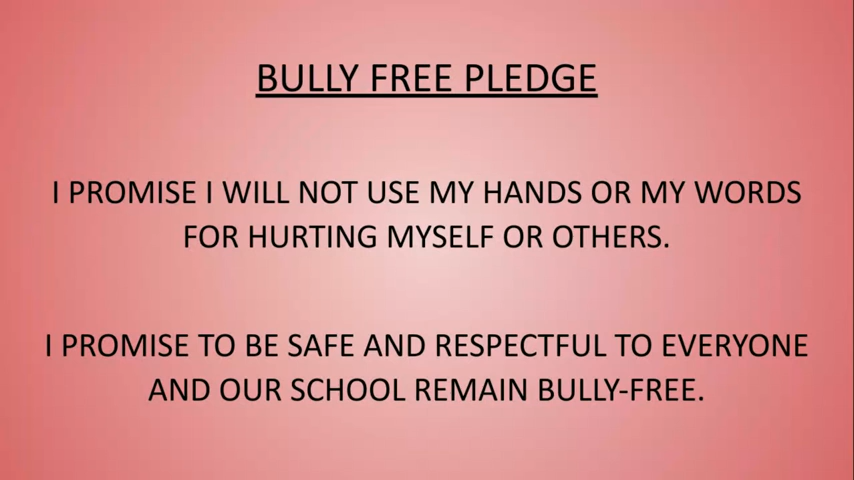 BULLY FREE PLEDGE
I PROMISE I WILL NOT USE MY HANDS OR MY WORDS
FOR HURTING MYSELF OR OTHERS.
I PROMISE TO BE SAFE AND RESPECTFUL TO EVERYONE
AND OUR SCHOOL REMAIN BULLY-FREE.